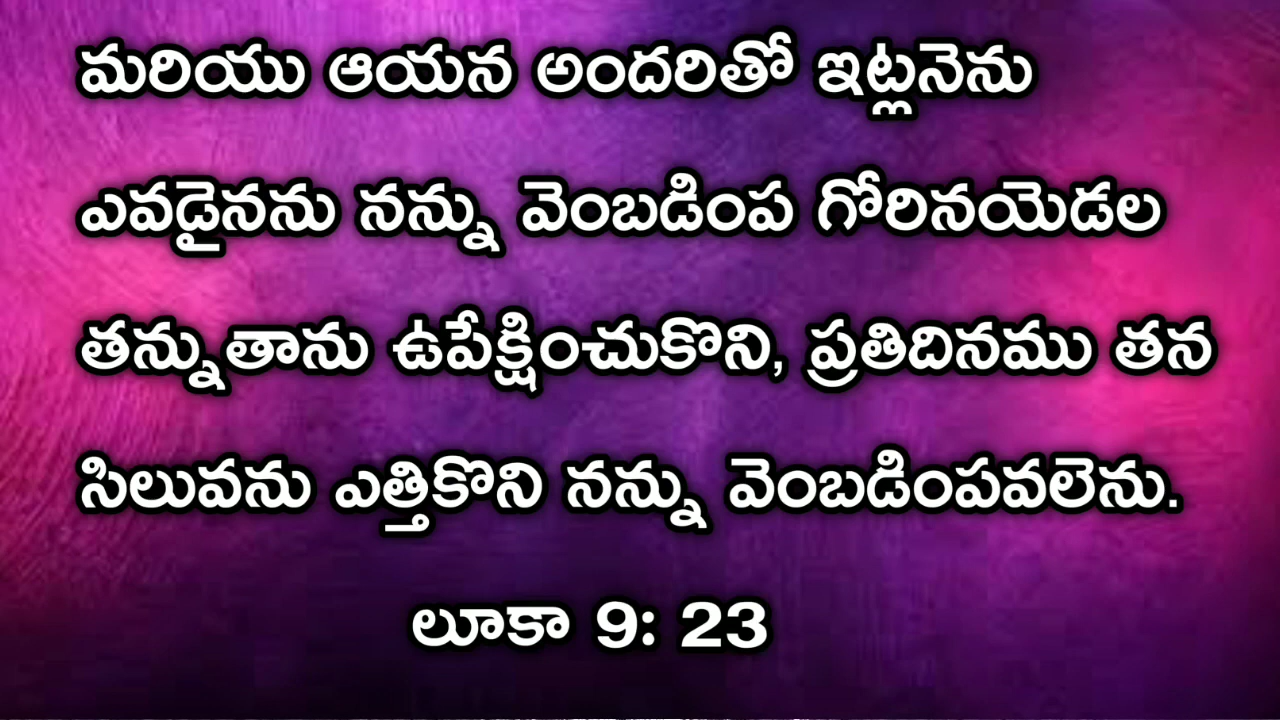 మరియు ఆయన అందరితో ఇట్లనెను
ఎవడైనను నన్ను వెంబడింప గోరినయెడల
తన్నుతాను ఉపేక్షించుకొని, ప్రతిదినము తన
సిలువను ఎత్తికొని నన్ను వెంబడింపవలెను.
లూకా 9: 23